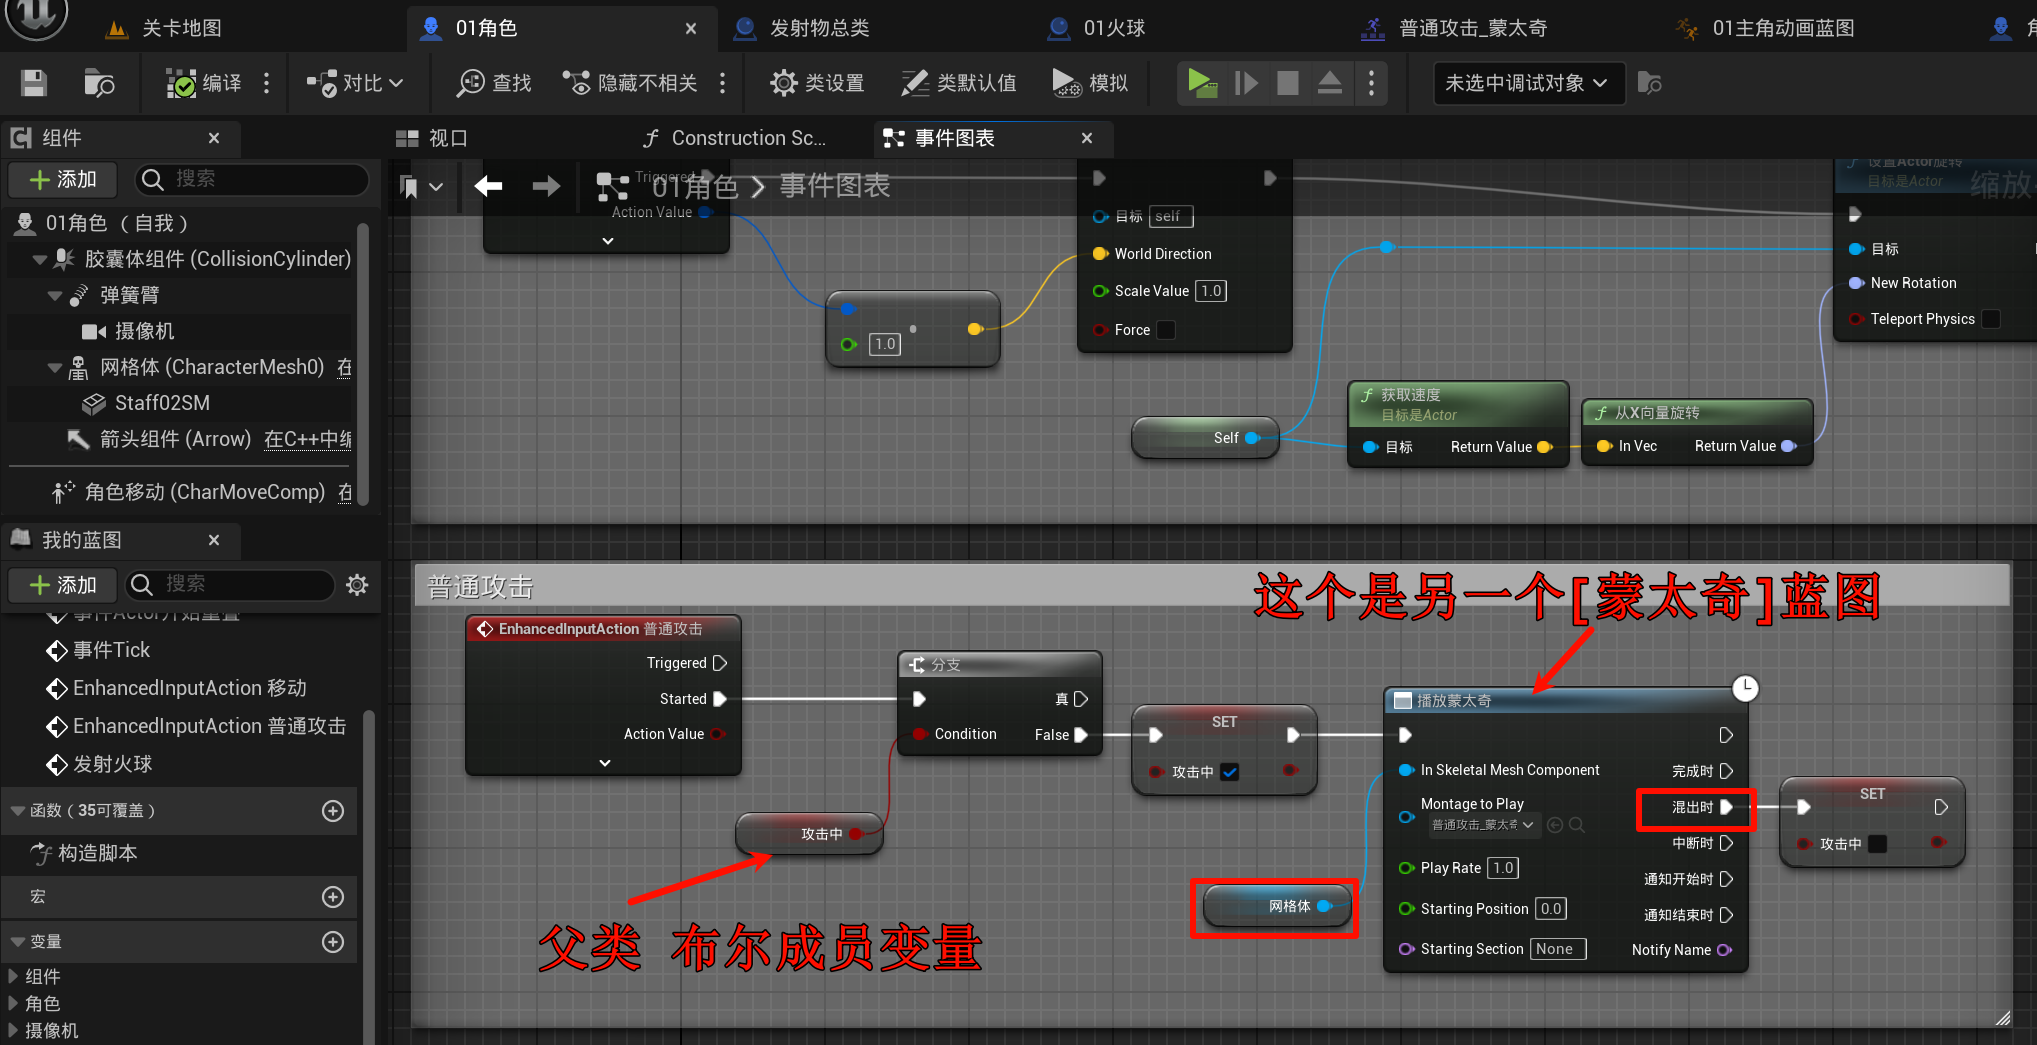 关卡地图
01角色
发射物总类
01火球
普通攻击_蒙太奇
01主角动画蓝图
编译
对比
查找
隐藏不相关
类设置
类默认值
模拟
未选中调试对象
组件
视口
Construction Sc...
事件图表
添加
搜索
01角色 > 事件图表
缩放
01角色（自我）
胶囊体组件 (CollisionCylinder)
弹簧臂
摄像机
网格体 (CharacterMesh0) 在
Staff02SM
箭头组件 (Arrow) 在C++中编
角色移动 (CharMoveComp) 在
我的蓝图
添加
搜索
事件Actor开始重叠
事件Tick
EnhancedInputAction 移动
EnhancedInputAction 普通攻击
发射火球
函数（35可覆盖）
构造脚本
宏
变量
组件
角色
摄像机
Triggered
Action Value
1.0
目标 self
World Direction
Scale Value 1.0
Force
设置Actor旋转
目标是Actor
目标
New Rotation
Teleport Physics
Self
获取速度
目标是Actor
目标 Return Value
从X向量旋转
In Vec Return Value
普通攻击
这个是另一个[蒙太奇]蓝图
EnhancedInputAction 普通攻击
Triggered
Started
Action Value
分支
真
Condition False
攻击中
父类 布尔成员变量
SET
攻击中
网格体
播放蒙太奇
In Skeletal Mesh Component
完成时
Montage to Play
普通攻击_蒙太奇
混出时
中断时
Play Rate 1.0
通知开始时
Starting Position 0.0
通知结束时
Starting Section None
Notify Name
SET
攻击中